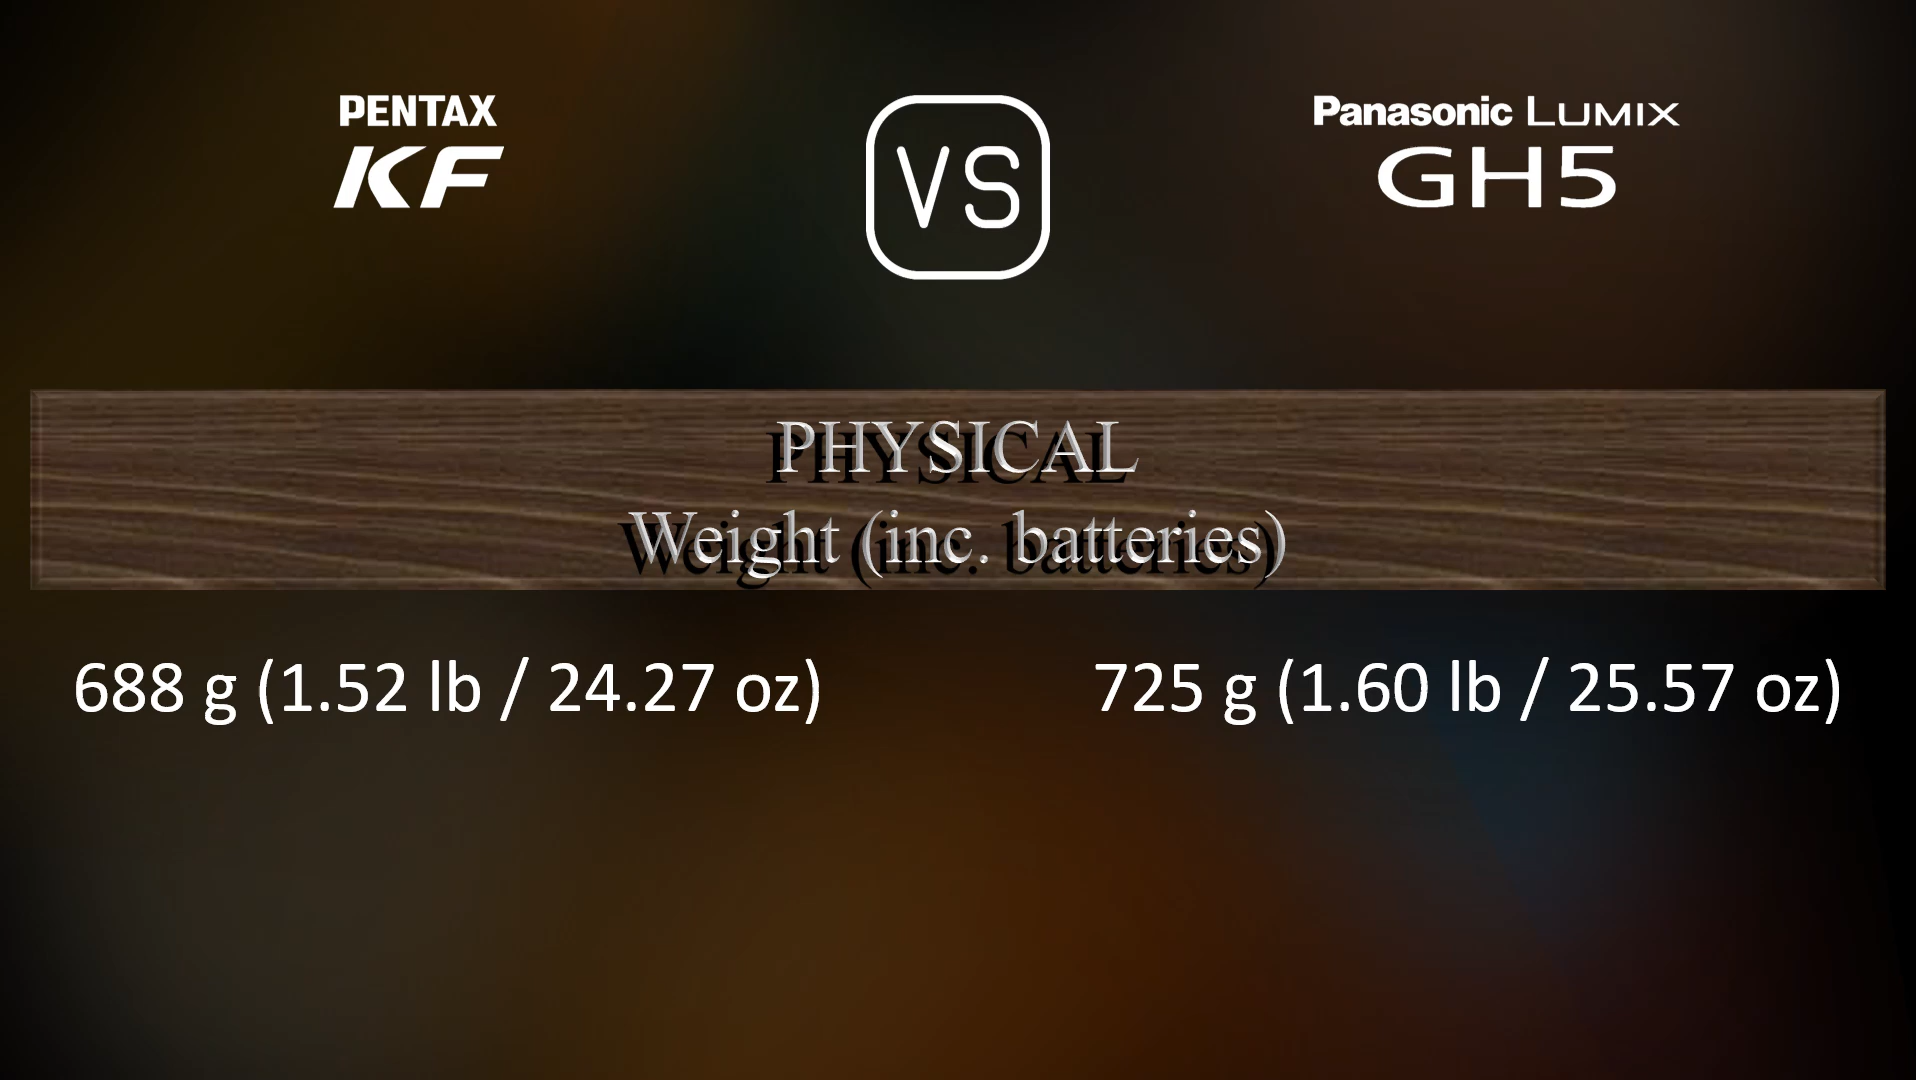 PENTAX
KF
VS
Panasonic LUMIX
GH5
PHYSICAL
Weight (inc. batteries)
688 g (1.52 lb / 24.27 oz)
725 g (1.60 lb / 25.57 oz)